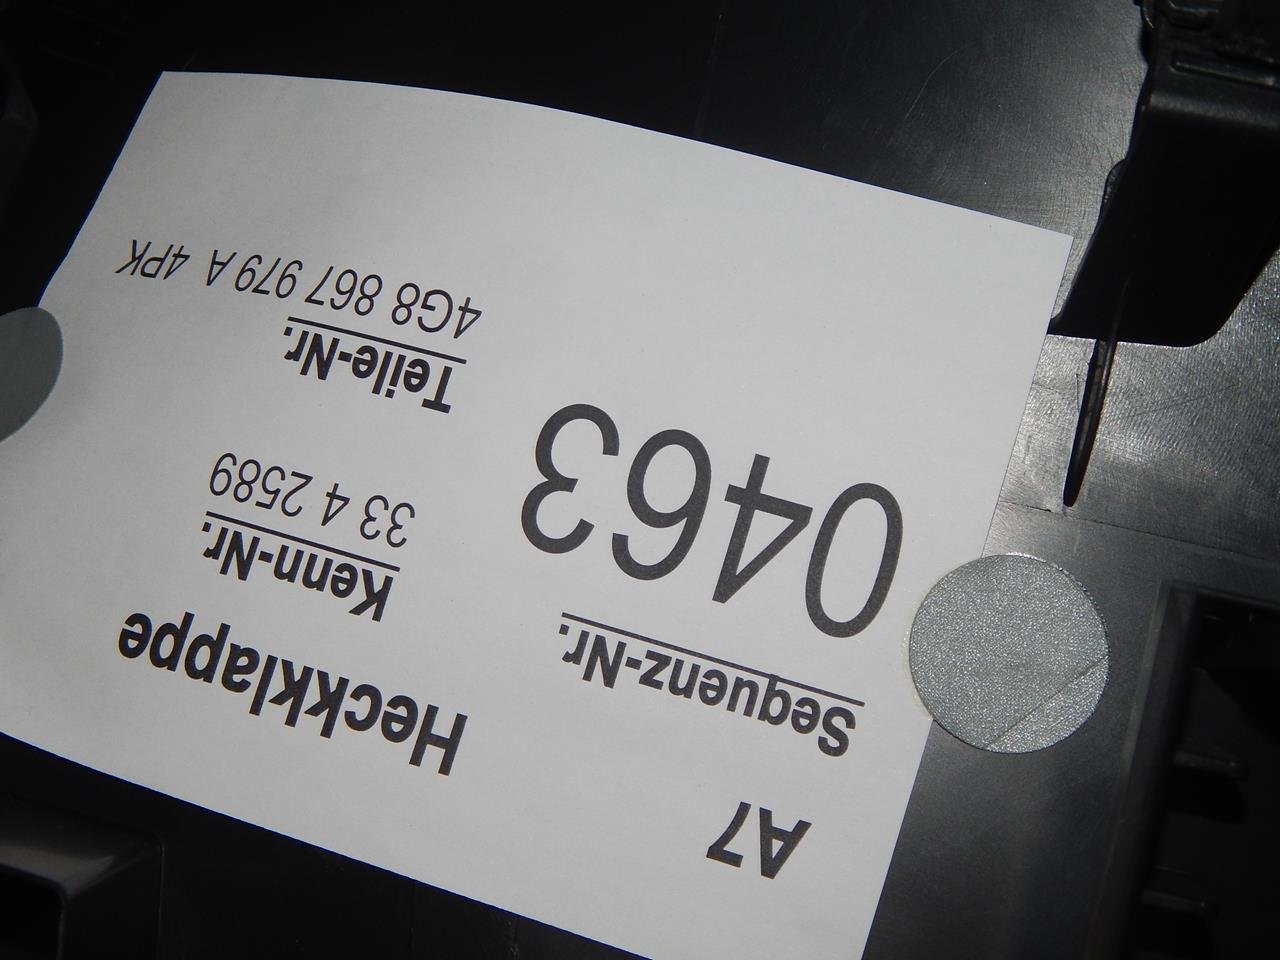 A7
Heckklappe
Sequenz-Nr.
0463
Kenn-Nr.
33 4 2589
Teile-Nr.
4G8 867 979 A 4PK